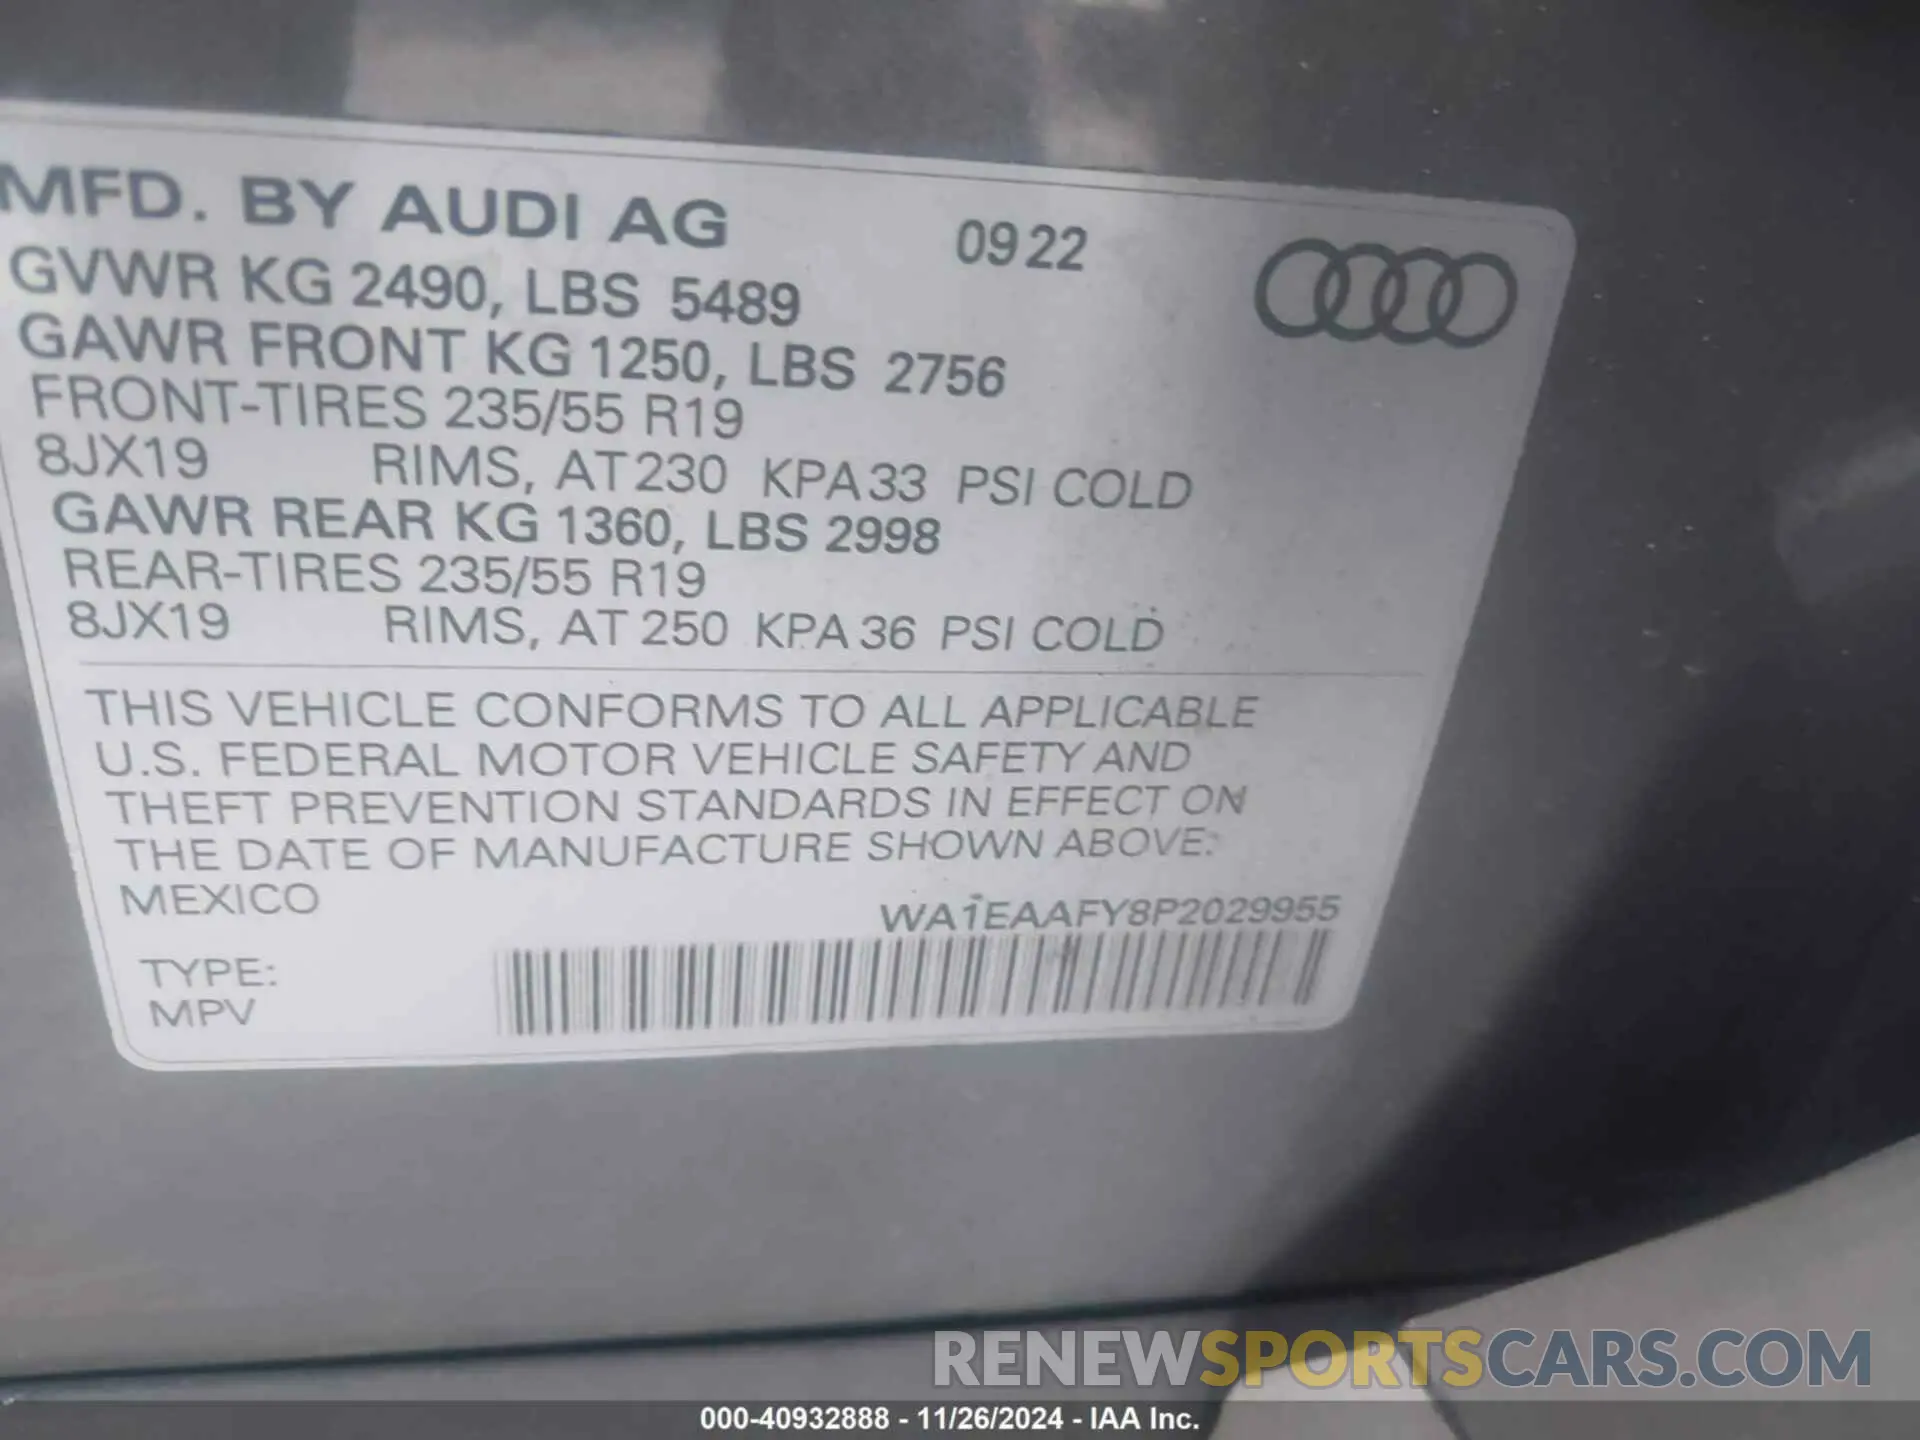 MFD. BY AUDI AG 0922
GVWR KG 2490, LBS 5489
GAWR FRONT KG 1250, LBS 2756
FRONT-TIRES 235/55 R19
8JX19 RIMS, AT 230 KPA 33 PSI COLD
GAWR REAR KG 1360, LBS 2998
REAR-TIRES 235/55 R19
8JX19 RIMS, AT 250 KPA 36 PSI COLD
THIS VEHICLE CONFORMS TO ALL APPLICABLE
U.S. FEDERAL MOTOR VEHICLE SAFETY AND
THEFT PREVENTION STANDARDS IN EFFECT ON
THE DATE OF MANUFACTURE SHOWN ABOVE:
MEXICO
WA1EAAFY8P2029955
TYPE:
MPV
RENEWSPORTSCARS.COM
000-40932888 - 11/26/2024 - IAA Inc.